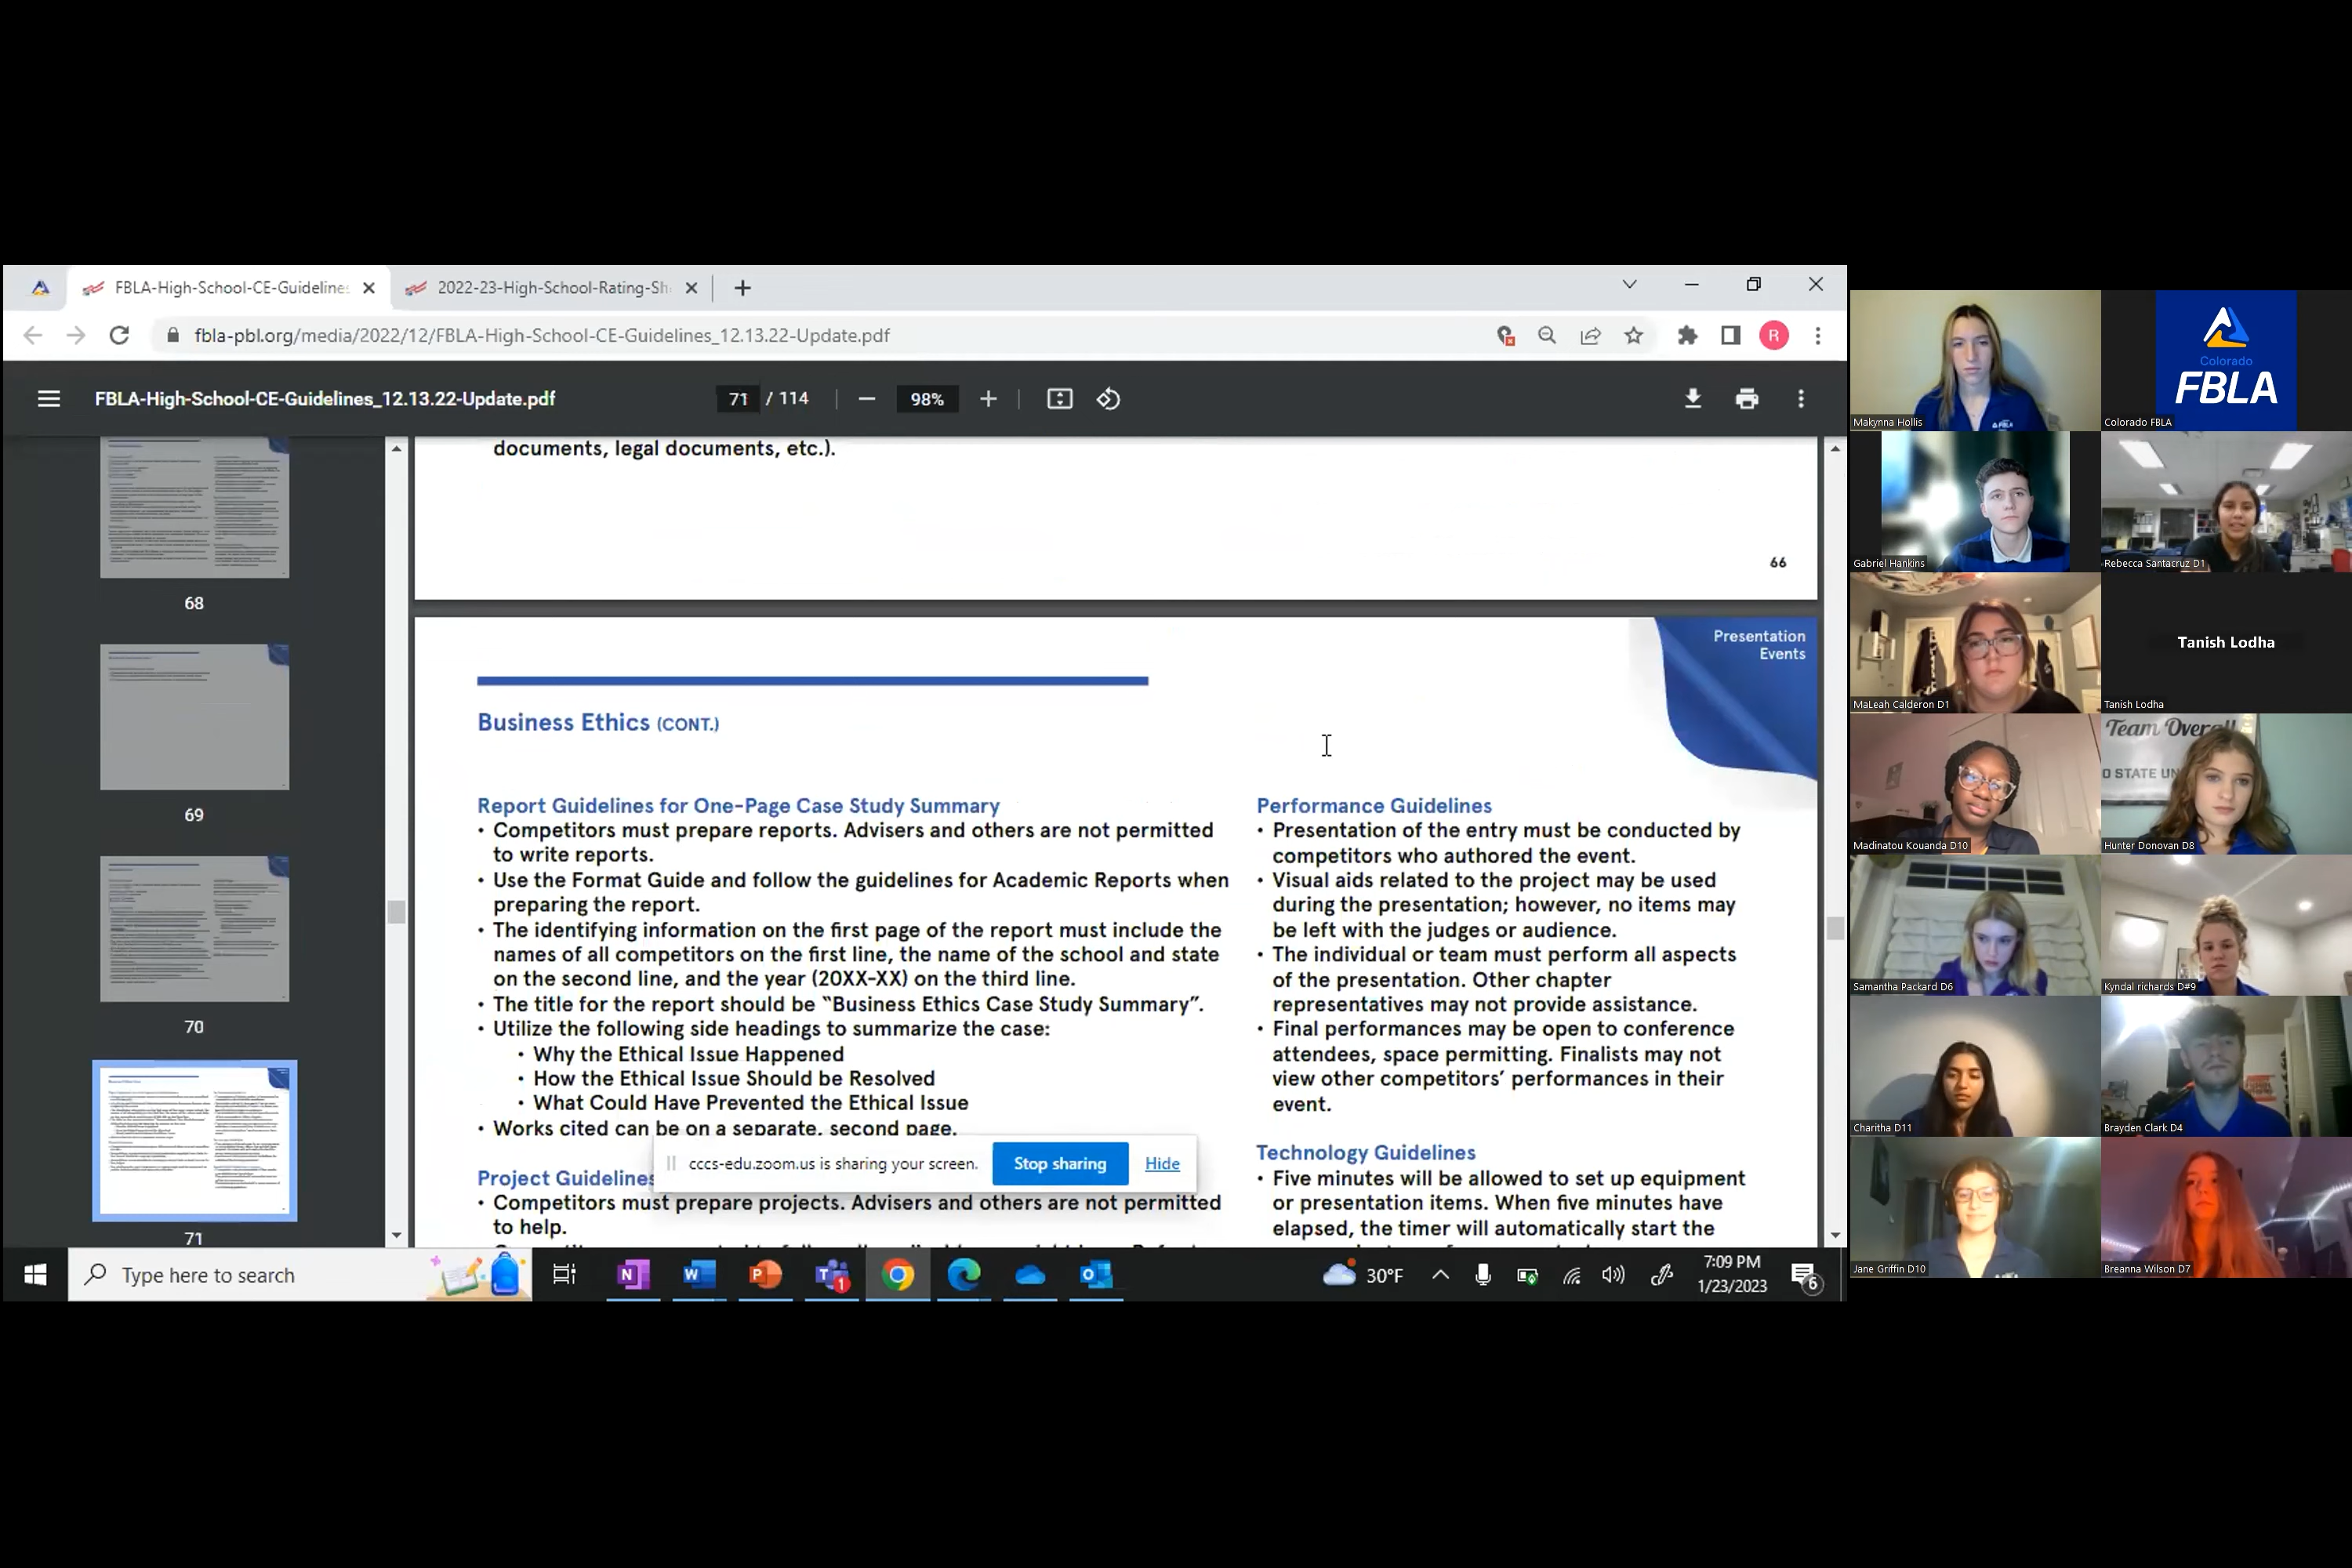 FBLA-High-School-CE-Guidelines
2022-23-High-School-Rating-Sh
fbla-pbl.org/media/2022/12/FBLA-High-School-CE-Guidelines_12.13.22-Update.pdf
R
FBLA-High-School-CE-Guidelines_12.13.22-Update.pdf
71 / 114
98%
68
69
70
71
documents, legal documents, etc.).
66
Presentation
Events
Business Ethics (CONT.)
Report Guidelines for One-Page Case Study Summary
• Competitors must prepare reports. Advisers and others are not permitted
to write reports.
• Use the Format Guide and follow the guidelines for Academic Reports when
preparing the report.
• The identifying information on the first page of the report must include the
names of all competitors on the first line, the name of the school and state
on the second line, and the year (20XX-XX) on the third line.
• The title for the report should be “Business Ethics Case Study Summary”.
• Utilize the following side headings to summarize the case:
• Why the Ethical Issue Happened
• How the Ethical Issue Should be Resolved
• What Could Have Prevented the Ethical Issue
• Works cited can be on a separate, second page.
Project Guidelines
• Competitors must prepare projects. Advisers and others are not permitted
to help.
Performance Guidelines
• Presentation of the entry must be conducted by
competitors who authored the event.
• Visual aids related to the project may be used
during the presentation; however, no items may
be left with the judges or audience.
• The individual or team must perform all aspects
of the presentation. Other chapter
representatives may not provide assistance.
• Final performances may be open to conference
attendees, space permitting. Finalists may not
view other competitors’ performances in their
event.
Technology Guidelines
• Five minutes will be allowed to set up equipment
or presentation items. When five minutes have
elapsed, the timer will automatically start the
cccs-edu.zoom.us is sharing your screen.
Stop sharing
Hide
Type here to search
N
W
P
T
1
O
30°F
7:09 PM
1/23/2023
6
Makynna Hollis
FBLA
Colorado
FBLA
Colorado FBLA
Gabriel Hankins
Rebecca Santacruz D1
MaLeah Calderon D1
Tanish Lodha
Tanish Lodha
Madinatou Kouanda D10
Team Overall
O STATE UN
Hunter Donovan D8
Samantha Packard D6
Kyndal richards D#9
Charitha D11
Brayden Clark D4
Jane Griffin D10
Breanna Wilson D7